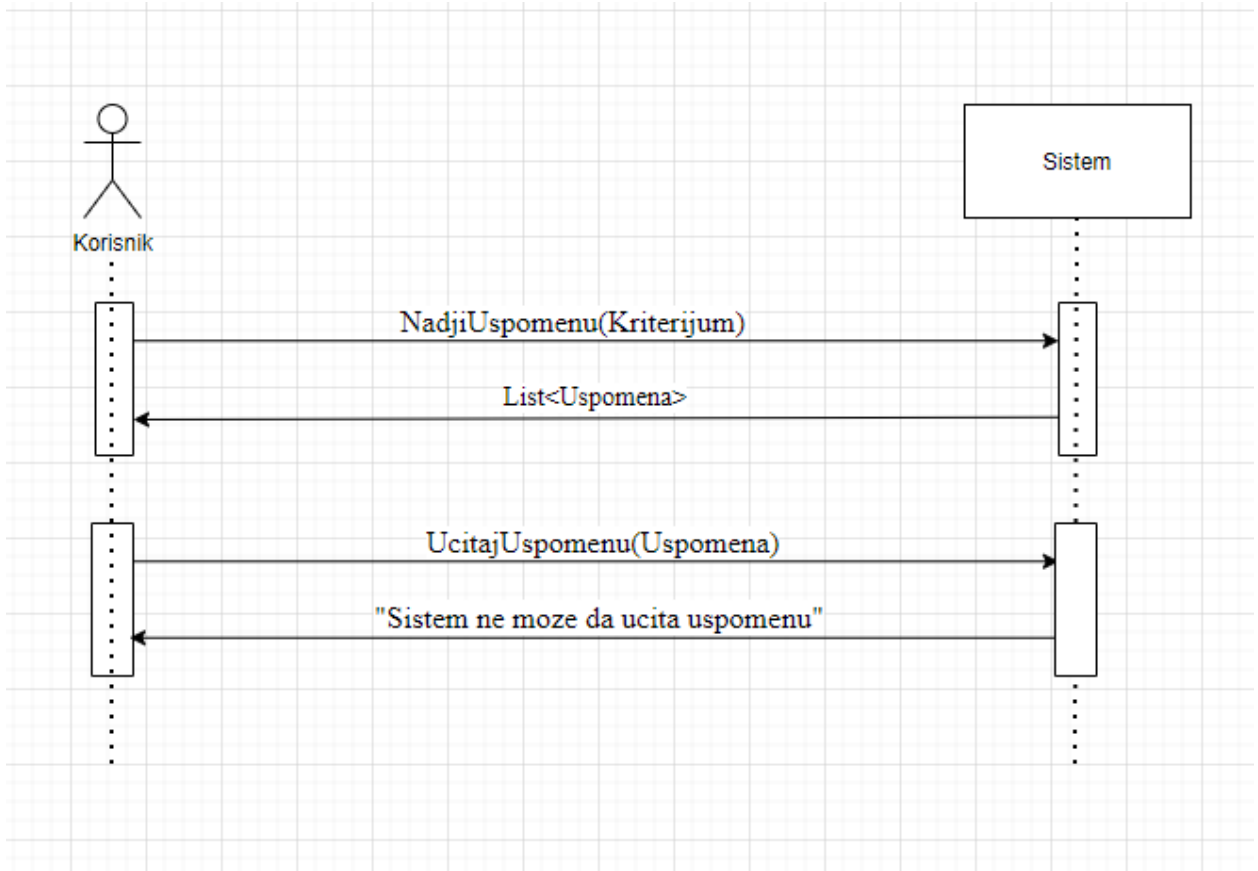 Sistem
Korisnik
NadjiUspomenu(Kriterijum)
List<Uspomena>
UcitajUspomenu(Uspomena)
"Sistem ne moze da ucita uspomenu"